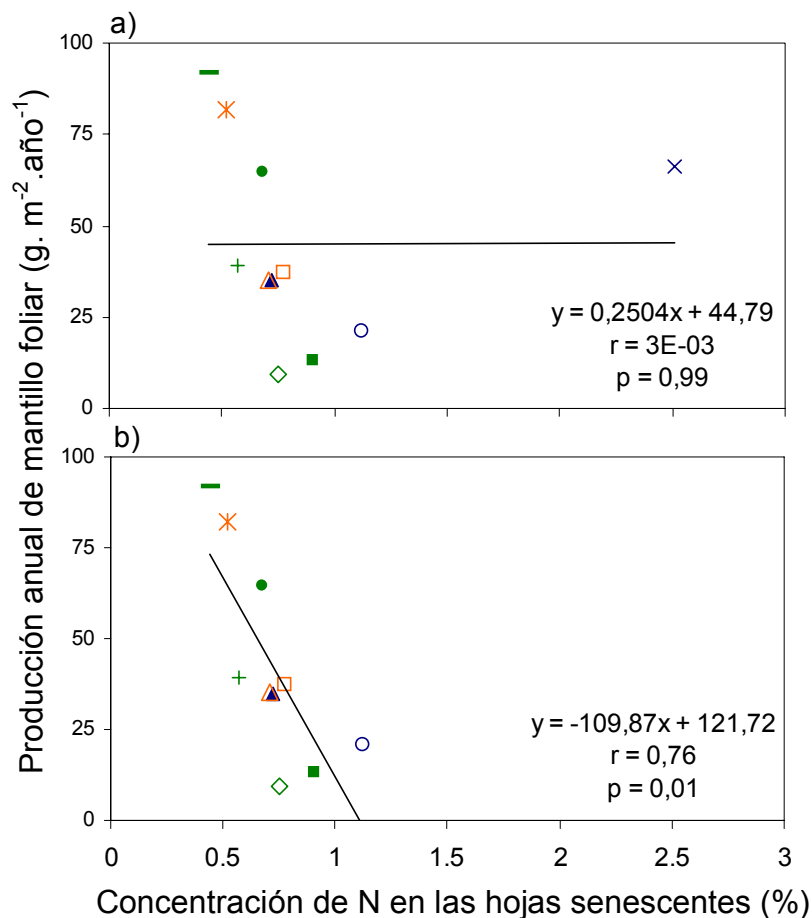 a)
100
75
50
25
0
y = 0,2504x + 44,79
r = 3E-03
p = 0,99
b)
100
75
50
25
0
y = -109,87x + 121,72
r = 0,76
p = 0,01
0 0.5 1 1.5 2 2.5 3
Concentración de N en las hojas senescentes (%)
Producción anual de mantillo foliar (g. m-2.año-1)